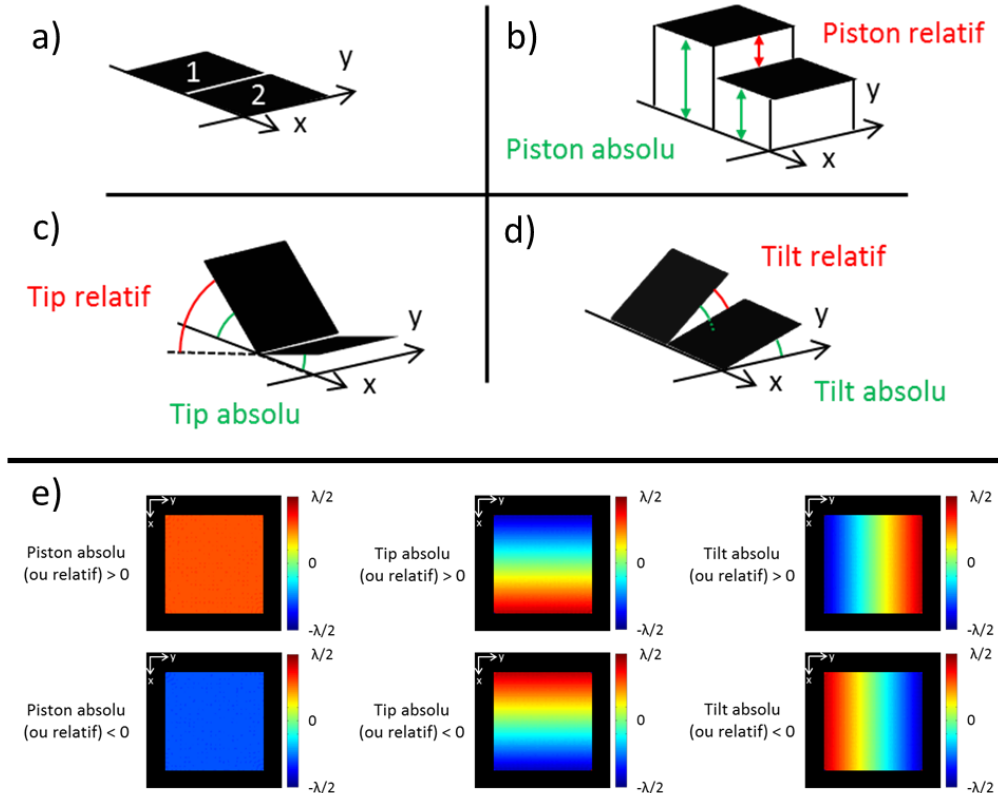 a)
1
2
y
x
b)
Piston relatif
Piston absolu
y
x
c)
Tip relatif
Tip absolu
y
x
d)
Tilt relatif
Tilt absolu
y
x
e)
Piston absolu
(ou relatif) > 0
y
x
λ/2
0
-λ/2
Tip absolu
(ou relatif) > 0
y
x
λ/2
0
-λ/2
Tilt absolu
(ou relatif) > 0
y
x
λ/2
0
-λ/2
Piston absolu
(ou relatif) < 0
y
x
λ/2
0
-λ/2
Tip absolu
(ou relatif) < 0
y
x
λ/2
0
-λ/2
Tilt absolu
(ou relatif) < 0
y
x
λ/2
0
-λ/2